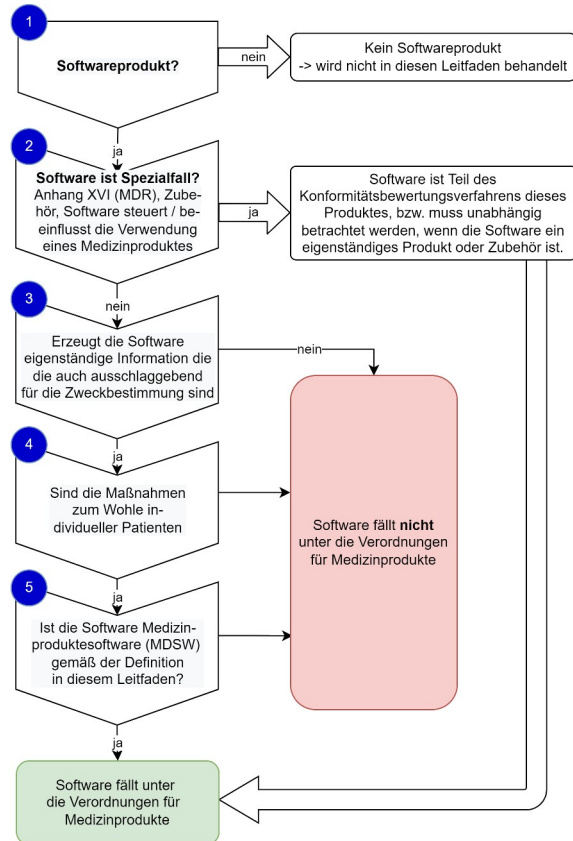 1
Softwareprodukt?
nein
Kein Softwareprodukt
-> wird nicht in diesen Leitfaden behandelt
ja
2
Software ist Spezialfall?
Anhang XVI (MDR), Zube-
hör, Software steuert / be-
einflusst die Verwendung
eines Medizinproduktes
ja
Software ist Teil des
Konformitätsbewertungsverfahrens dieses
Produktes, bzw. muss unabhängig
betrachtet werden, wenn die Software ein
eigenständiges Produkt oder Zubehör ist.
nein
3
Erzeugt die Software
eigenständige Information die
die auch ausschlaggebend
für die Zweckbestimmung sind
nein
ja
4
Sind die Maßnahmen
zum Wohle in-
dividueller Patienten
Software fällt nicht
unter die Verordnungen
für Medizinprodukte
ja
5
Ist die Software Medizin-
produktesoftware (MDSW)
gemäß der Definition
in diesem Leitfaden?
ja
Software fällt unter
die Verordnungen für
Medizinprodukte